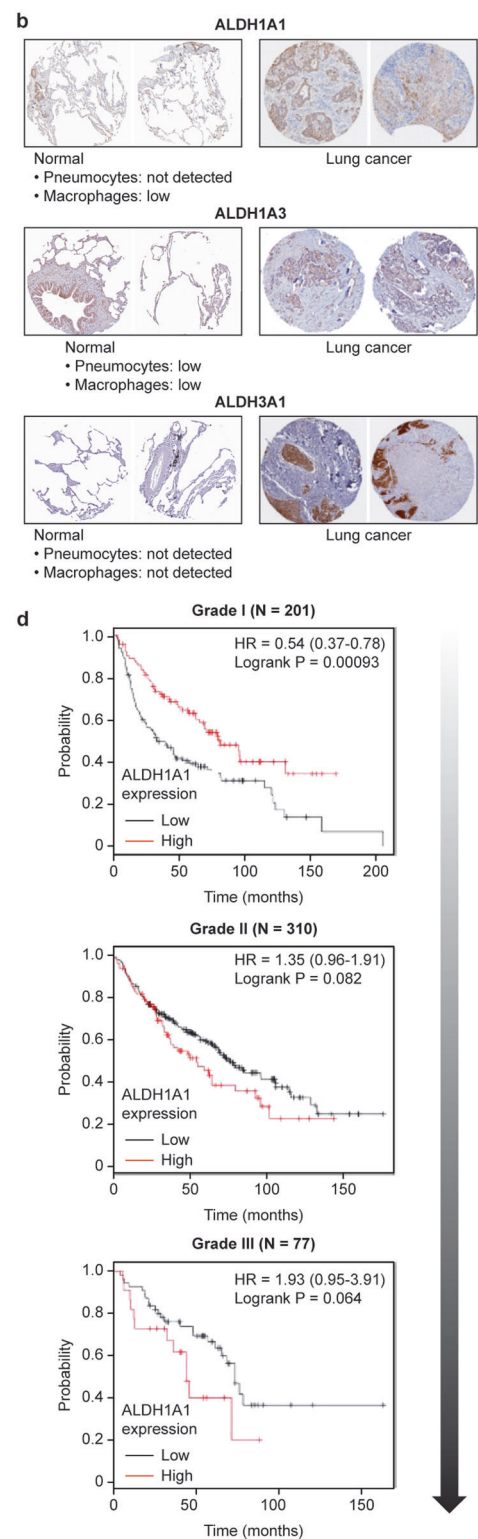 b
ALDH1A1
Normal
• Pneumocytes: not detected
• Macrophages: low
Lung cancer
ALDH1A3
Normal
• Pneumocytes: low
• Macrophages: low
Lung cancer
ALDH3A1
Normal
• Pneumocytes: not detected
• Macrophages: not detected
Lung cancer
d
Grade I (N = 201)
HR = 0.54 (0.37-0.78)
Logrank P = 0.00093
Probability
1.0
0.8
0.6
0.4
0.2
0
ALDH1A1
expression
Low
High
0 50 100 150 200
Time (months)
Grade II (N = 310)
HR = 1.35 (0.96-1.91)
Logrank P = 0.082
Probability
1.0
0.8
0.6
0.4
0.2
0
ALDH1A1
expression
Low
High
0 50 100 150
Time (months)
Grade III (N = 77)
HR = 1.93 (0.95-3.91)
Logrank P = 0.064
Probability
1.0
0.8
0.6
0.4
0.2
0
ALDH1A1
expression
Low
High
0 50 100 150
Time (months)